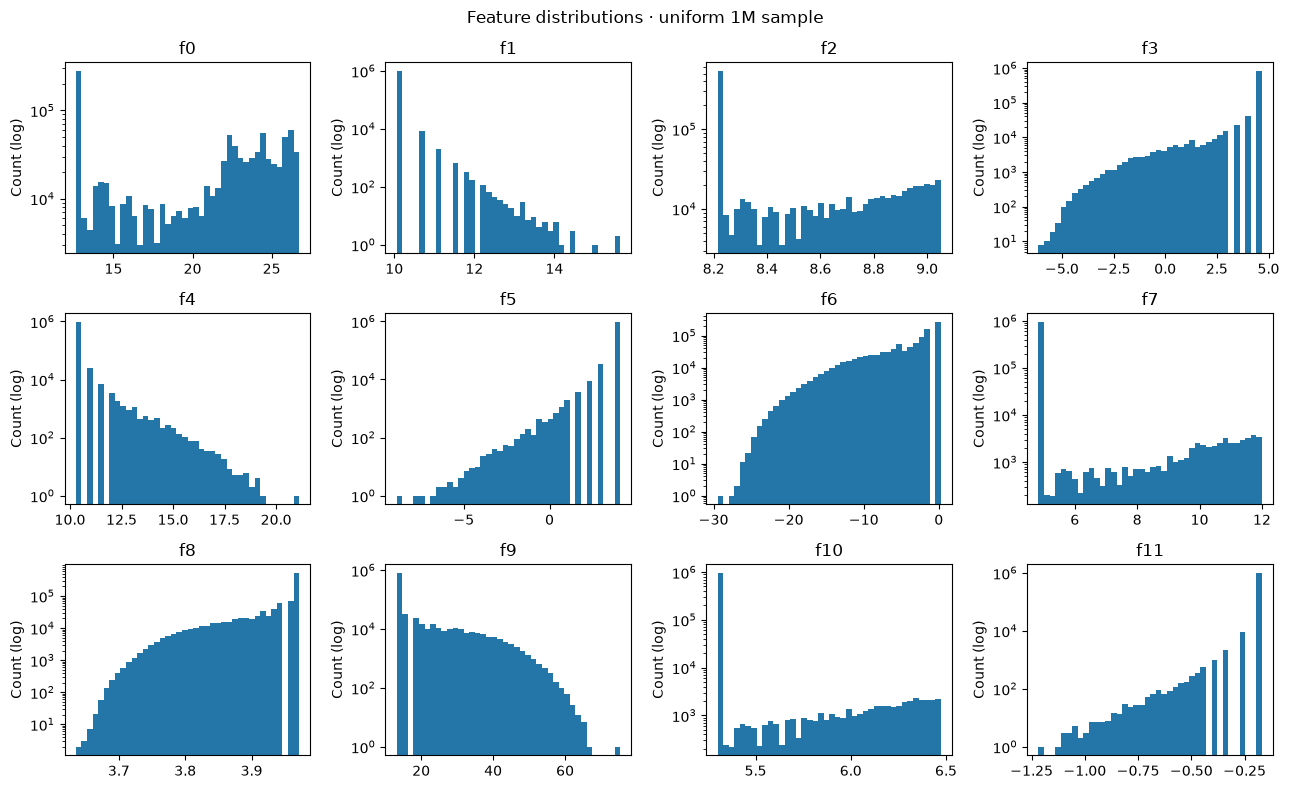 Feature distributions · uniform 1M sample
f0
f1
f2
f3
Count (log)
10⁵
10⁴
15 20 25
Count (log)
10⁶
10⁴
10²
10⁰
10 12 14
Count (log)
10⁵
10⁴
8.2 8.4 8.6 8.8 9.0
Count (log)
10⁶
10⁵
10⁴
10³
10²
10¹
−5.0 −2.5 0.0 2.5 5.0
f4
f5
f6
f7
Count (log)
10⁶
10⁴
10²
10⁰
10.0 12.5 15.0 17.5 20.0
Count (log)
10⁶
10⁴
10²
10⁰
−5 0
Count (log)
10⁵
10⁴
10³
10²
10¹
10⁰
−30 −20 −10 0
Count (log)
10⁶
10⁵
10⁴
10³
6 8 10 12
f8
f9
f10
f11
Count (log)
10⁵
10⁴
10³
10²
10¹
3.7 3.8 3.9
Count (log)
10⁶
10⁴
10²
10⁰
20 40 60
Count (log)
10⁶
10⁵
10⁴
10³
5.5 6.0 6.5
Count (log)
10⁶
10⁴
10²
10⁰
−1.25 −1.00 −0.75 −0.50 −0.25